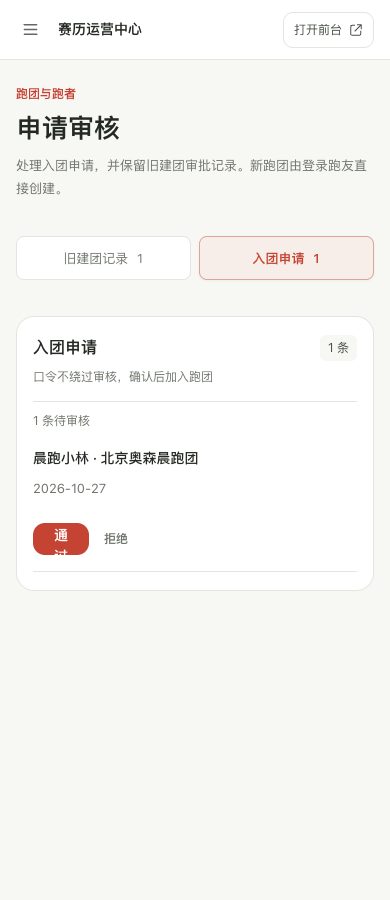 赛历运营中心
打开前台
跑团与跑者
申请审核
处理入团申请，并保留旧建团审批记录。新跑团由登录跑友直
接创建。
旧建团记录 1
入团申请 1
入团申请
1 条
口令不绕过审核，确认后加入跑团
1 条待审核
晨跑小林 · 北京奥森晨跑团
2026-10-27
通
过
拒绝